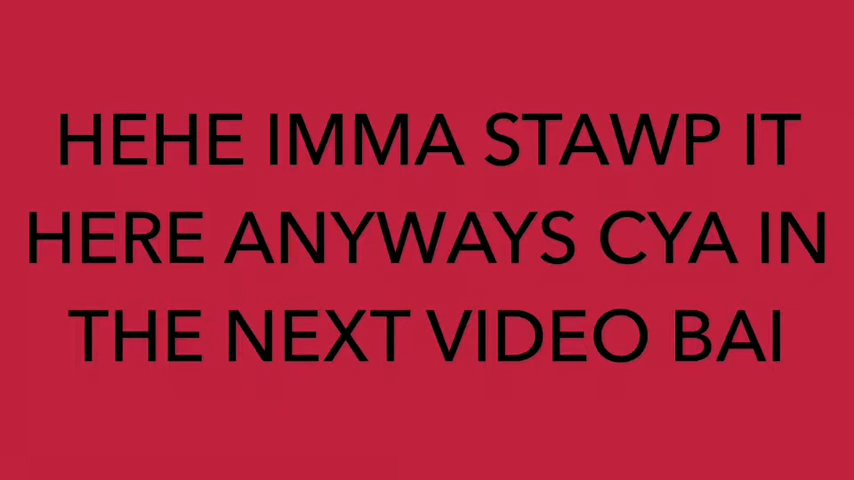 HEHE IMMA STAWP IT
HERE ANYWAYS CYA IN
THE NEXT VIDEO BAI